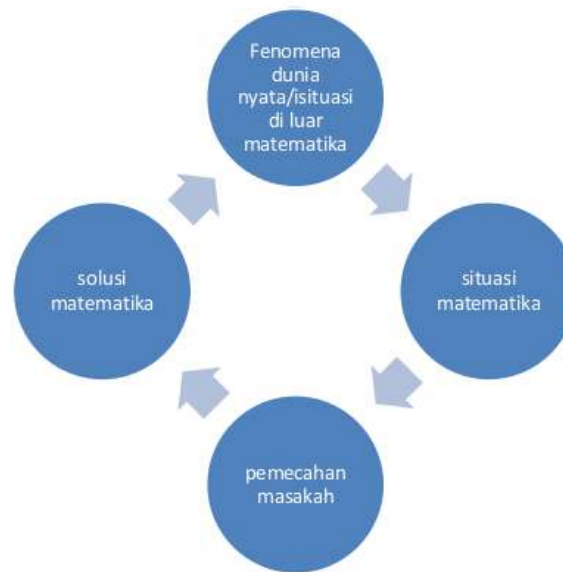 Fenomena
dunia
nyata/isituasi
di luar
matematika
situasi
matematika
pemecahan
masakah
solusi
matematika